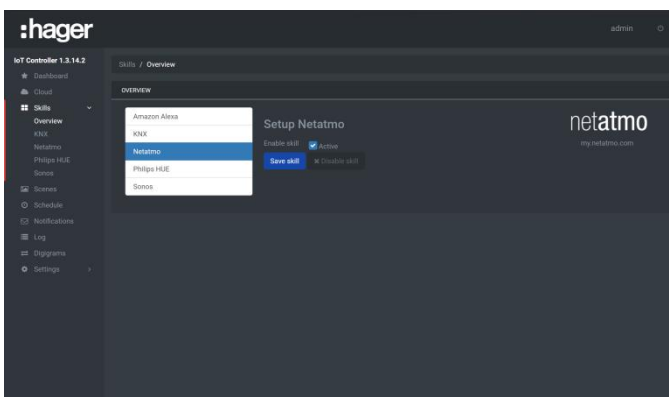 :hager
admin
IoT Controller 1.3.14.2
Dashboard
Cloud
Skills
Overview
KNX
Netatmo
Philips HUE
Sonos
Scenes
Schedule
Notifications
Log
Digigrams
Settings
Skills / Overview
OVERVIEW
Amazon Alexa
KNX
Netatmo
Philips HUE
Sonos
Setup Netatmo
Enable skill Active
Save skill Disable skill
netatmo
my.netatmo.com